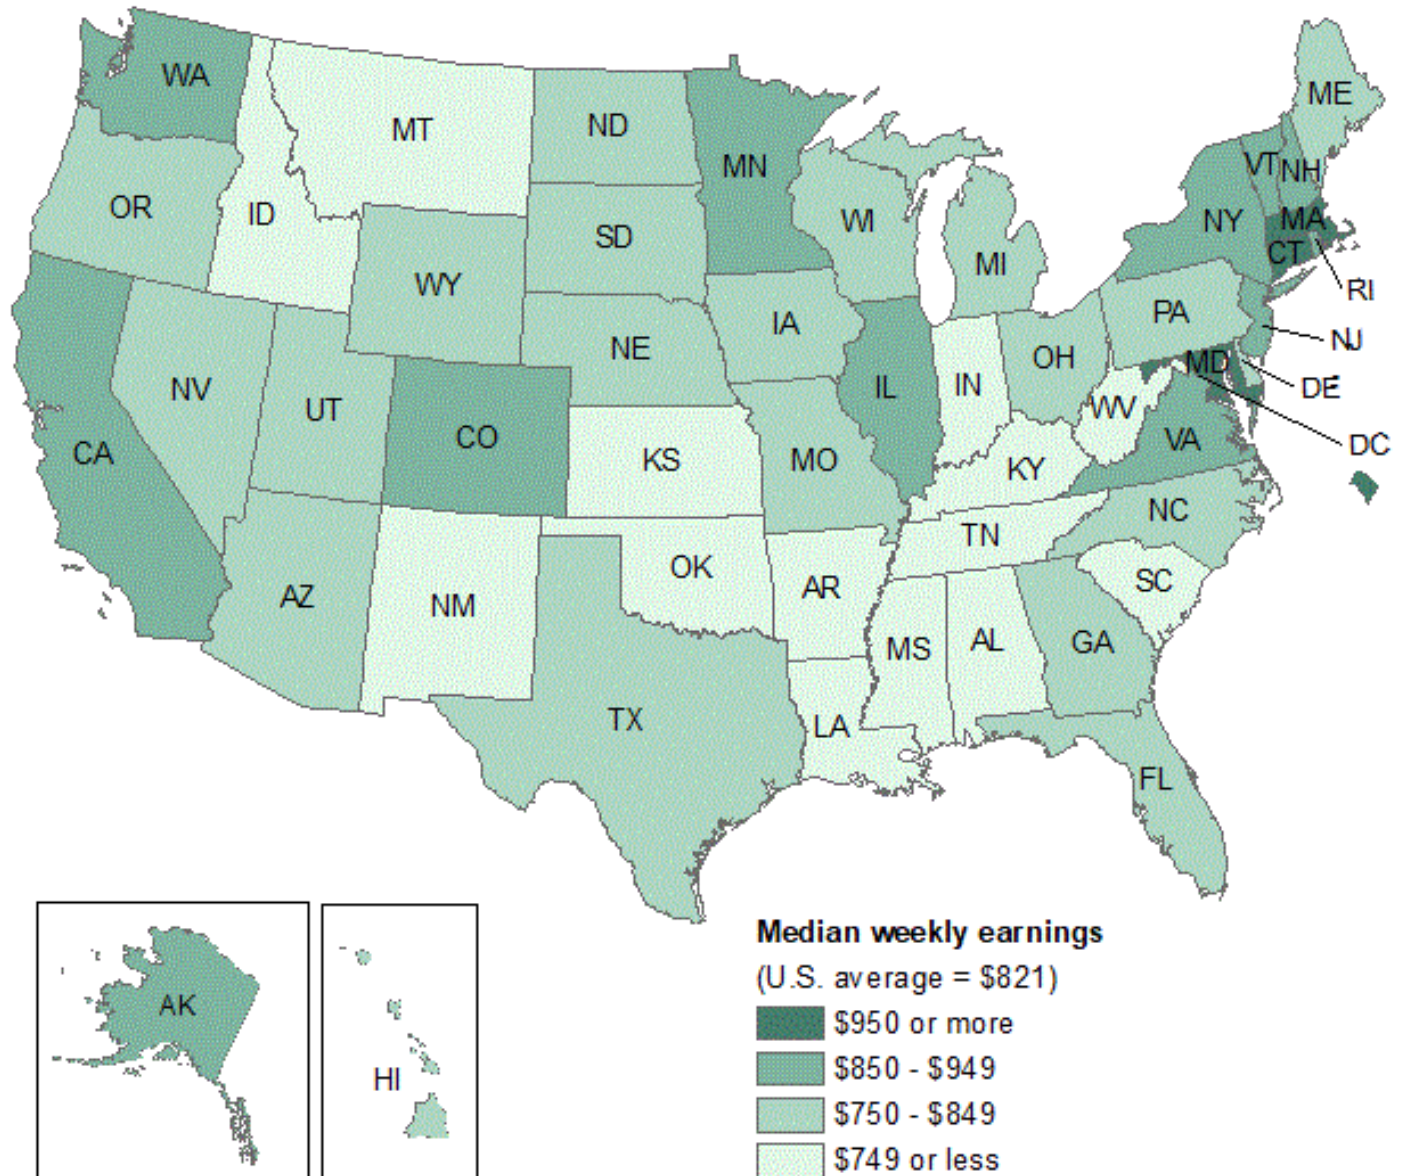 WA
MT
ND
MN
ME
VT
NH
OR
ID
SD
WI
MI
NY
MA
CT
RI
WY
IA
PA
NJ
NE
OH
MD
DE
NV
UT
CO
IL
IN
WV
VA
DC
CA
KS
MO
KY
NC
TN
AZ
NM
OK
AR
SC
MS
AL
GA
TX
LA
FL
AK
HI
Median weekly earnings
(U.S. average = $821)
$950 or more
$850 - $949
$750 - $849
$749 or less